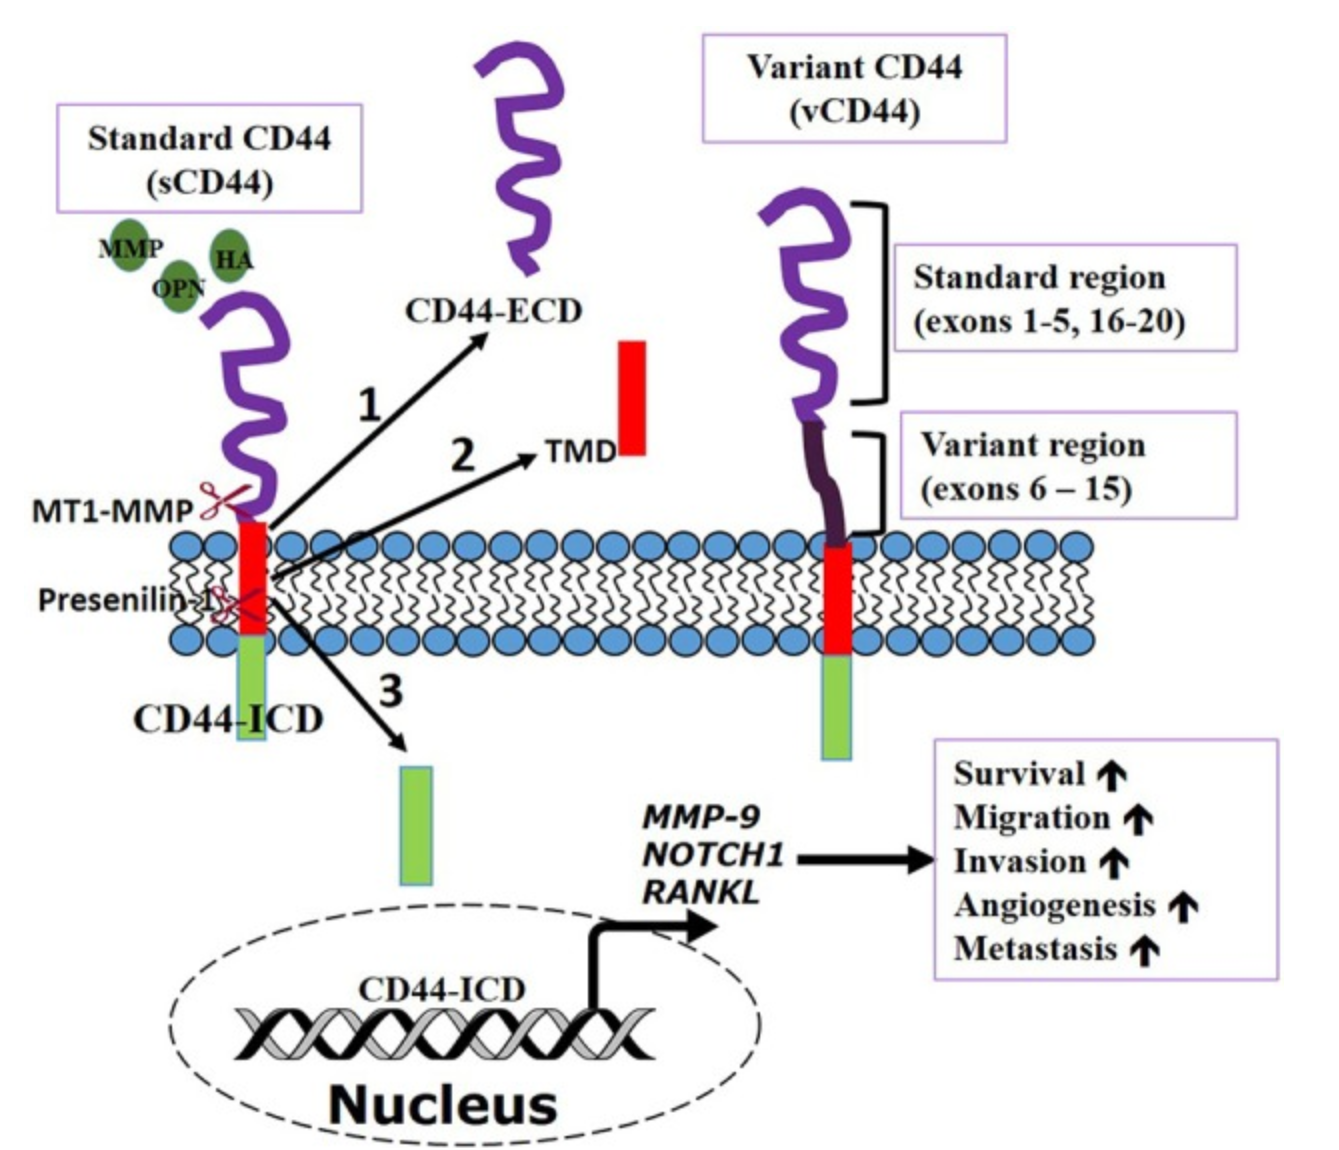 Standard CD44
(sCD44)
Variant CD44
(vCD44)
MMP
HA
OPN
CD44-ECD
Standard region
(exons 1-5, 16-20)
1
2
TMD
Variant region
(exons 6 – 15)
MT1-MMP
Presenilin-1
3
CD44-ICD
MMP-9
NOTCH1
RANKL
Survival ↑
Migration ↑
Invasion ↑
Angiogenesis ↑
Metastasis ↑
CD44-ICD
Nucleus